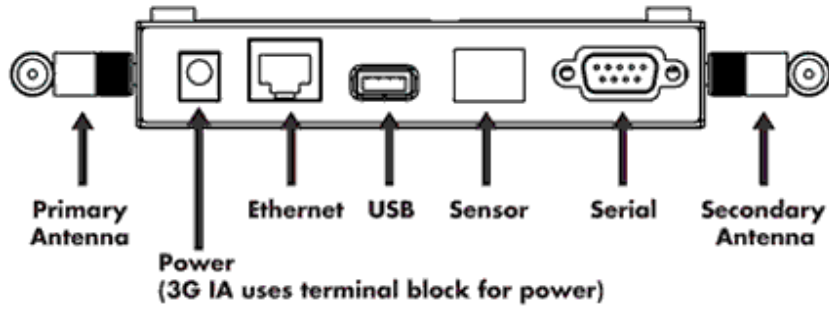 Primary
Antenna
Ethernet
USB
Sensor
Serial
Secondary
Antenna
Power
(3G IA uses terminal block for power)